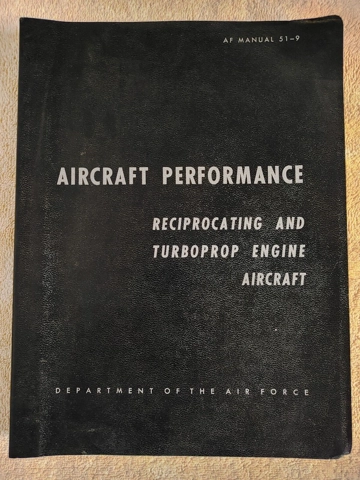 AF MANUAL 51-9
AIRCRAFT PERFORMANCE
RECIPROCATING AND
TURBOPROP ENGINE
AIRCRAFT
DEPARTMENT OF THE AIR FORCE